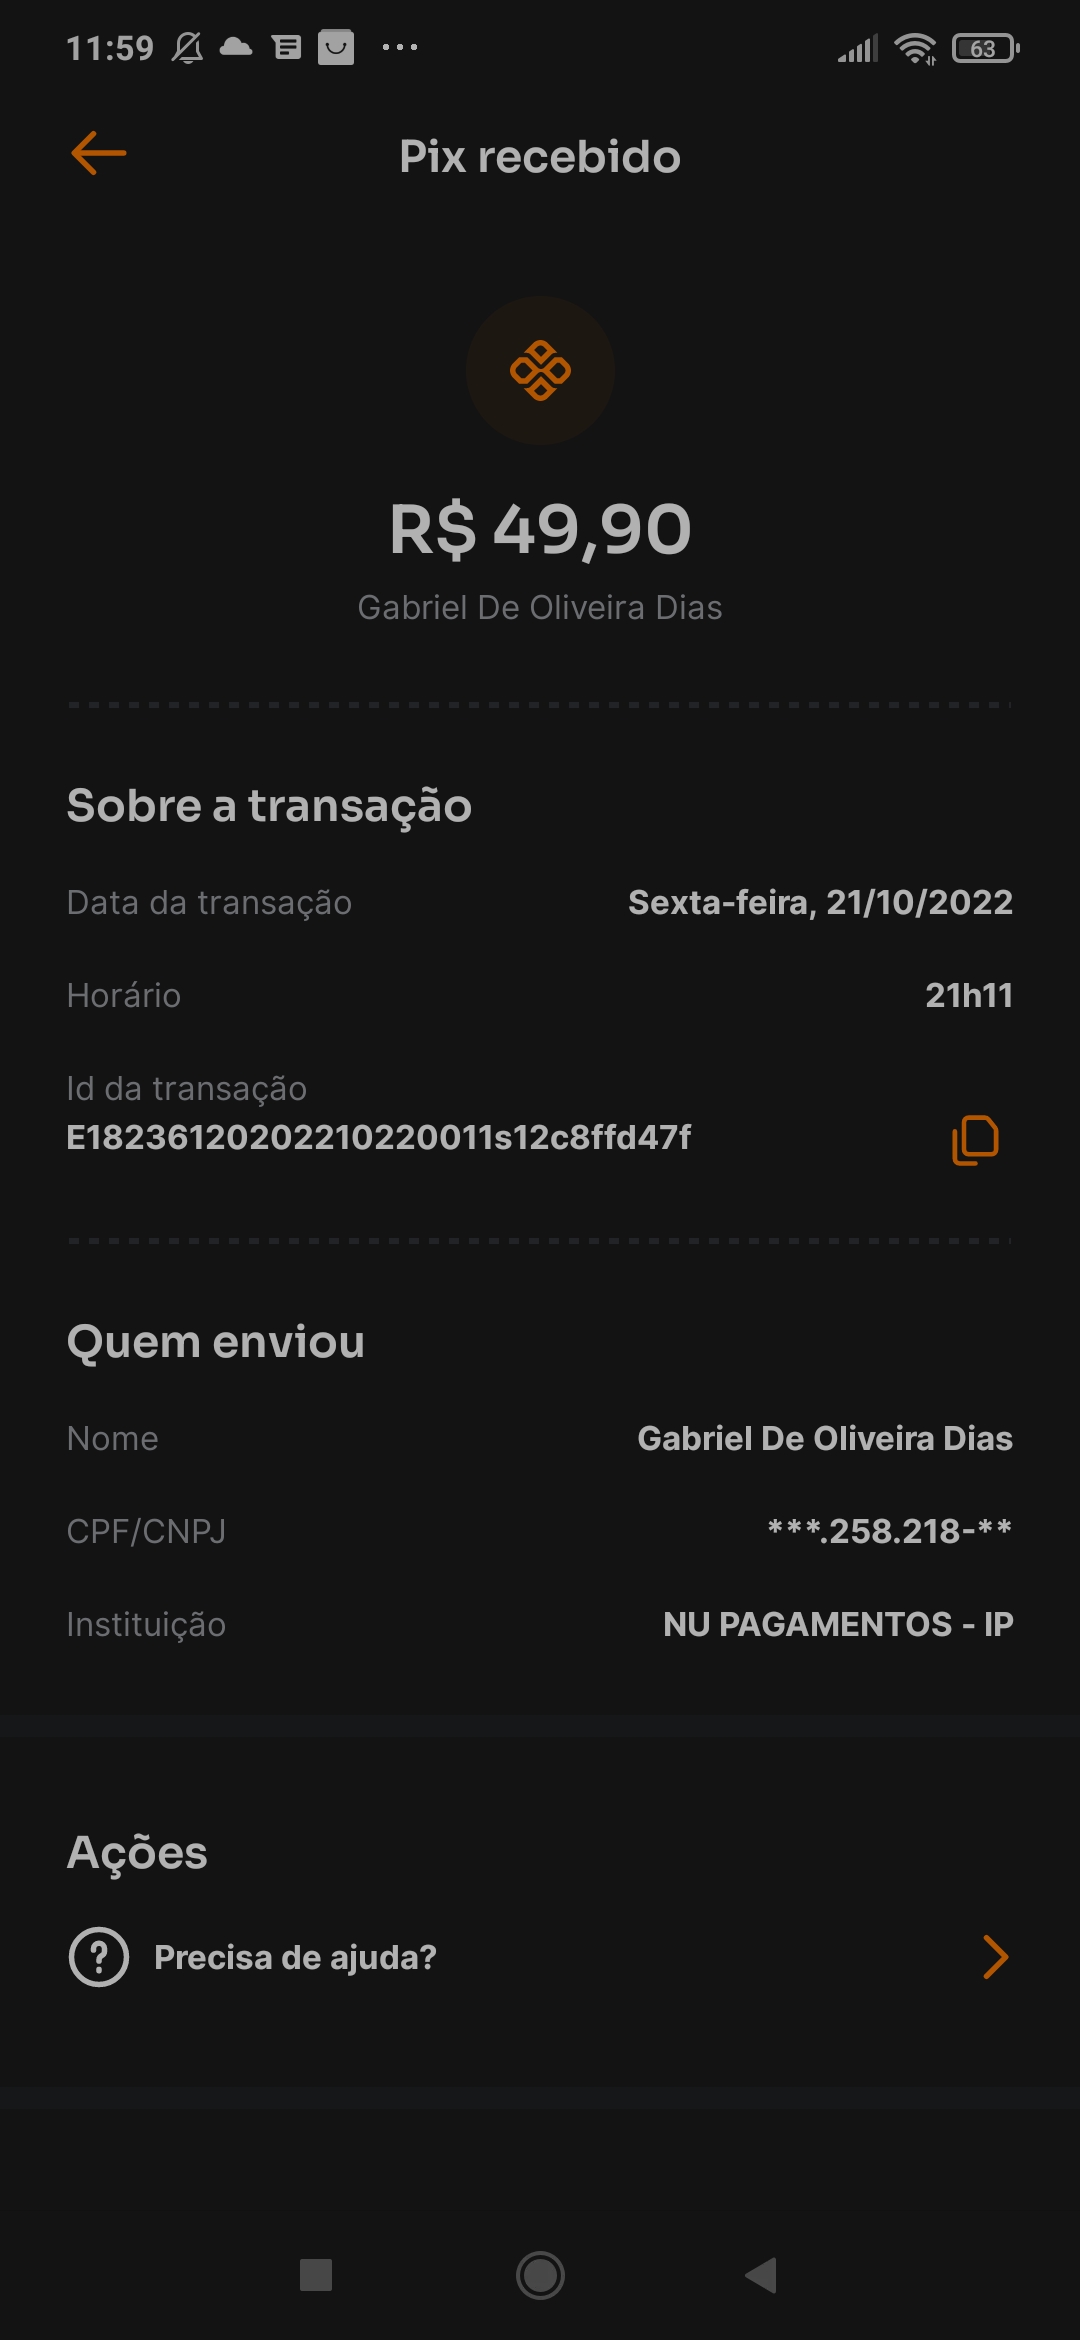 11:59
63
Pix recebido
R$ 49,90
Gabriel De Oliveira Dias
Sobre a transação
Data da transação Sexta-feira, 21/10/2022
Horário 21h11
Id da transação
E18236120202210220011s12c8ffd47f
Quem enviou
Nome Gabriel De Oliveira Dias
CPF/CNPJ ***.258.218-**
Instituição NU PAGAMENTOS - IP
Ações
Precisa de ajuda?